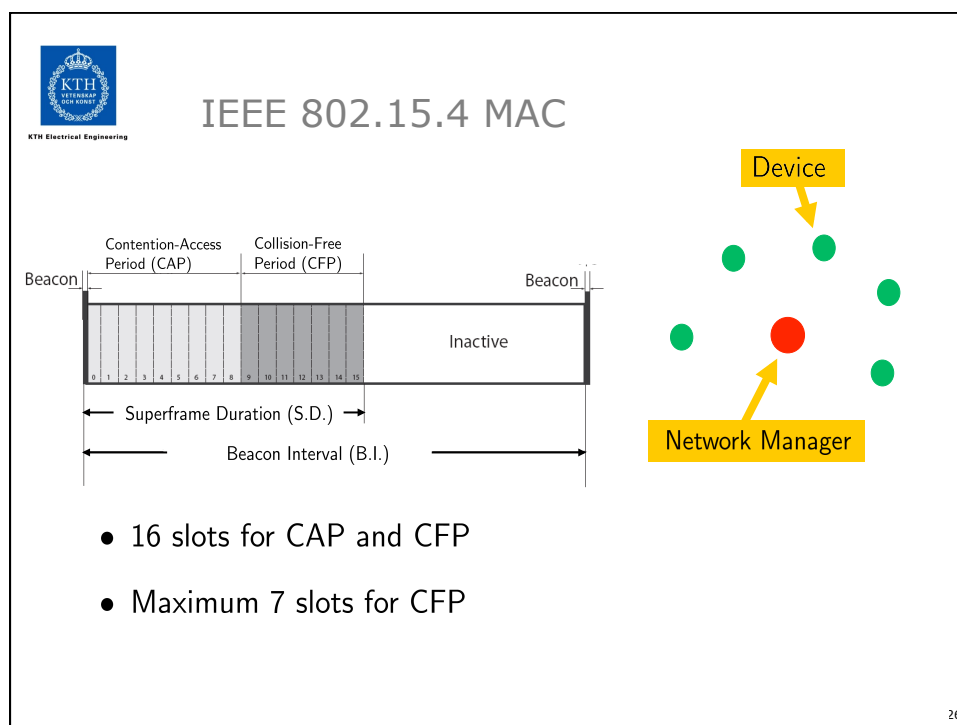 KTH
VETENSKAP
OCH KONST
KTH Electrical Engineering
IEEE 802.15.4 MAC
Device
Contention-Access
Period (CAP)
Collision-Free
Period (CFP)
Beacon
Beacon
Inactive
0 1 2 3 4 5 6 7 8 9 10 11 12 13 14 15
Superframe Duration (S.D.)
Beacon Interval (B.I.)
Network Manager
• 16 slots for CAP and CFP
• Maximum 7 slots for CFP
26